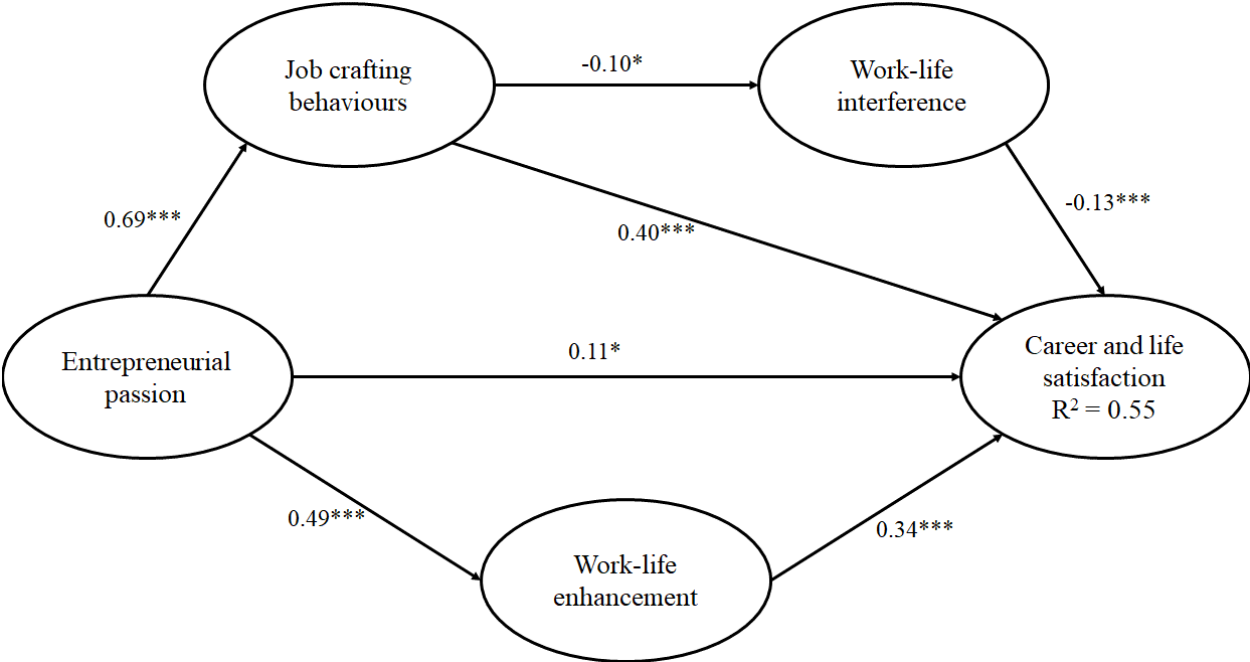 Job crafting
behaviours
-0.10*
Work-life
interference
0.69***
0.40***
-0.13***
Entrepreneurial
passion
0.11*
Career and life
satisfaction
R² = 0.55
0.49***
0.34***
Work-life
enhancement